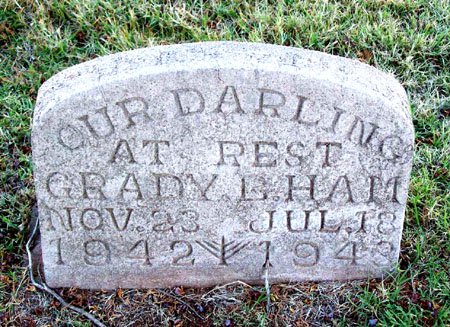 OUR DARLING
AT REST
GRADY L. HAM
NOV. 23 JUL. 18
1942 1943